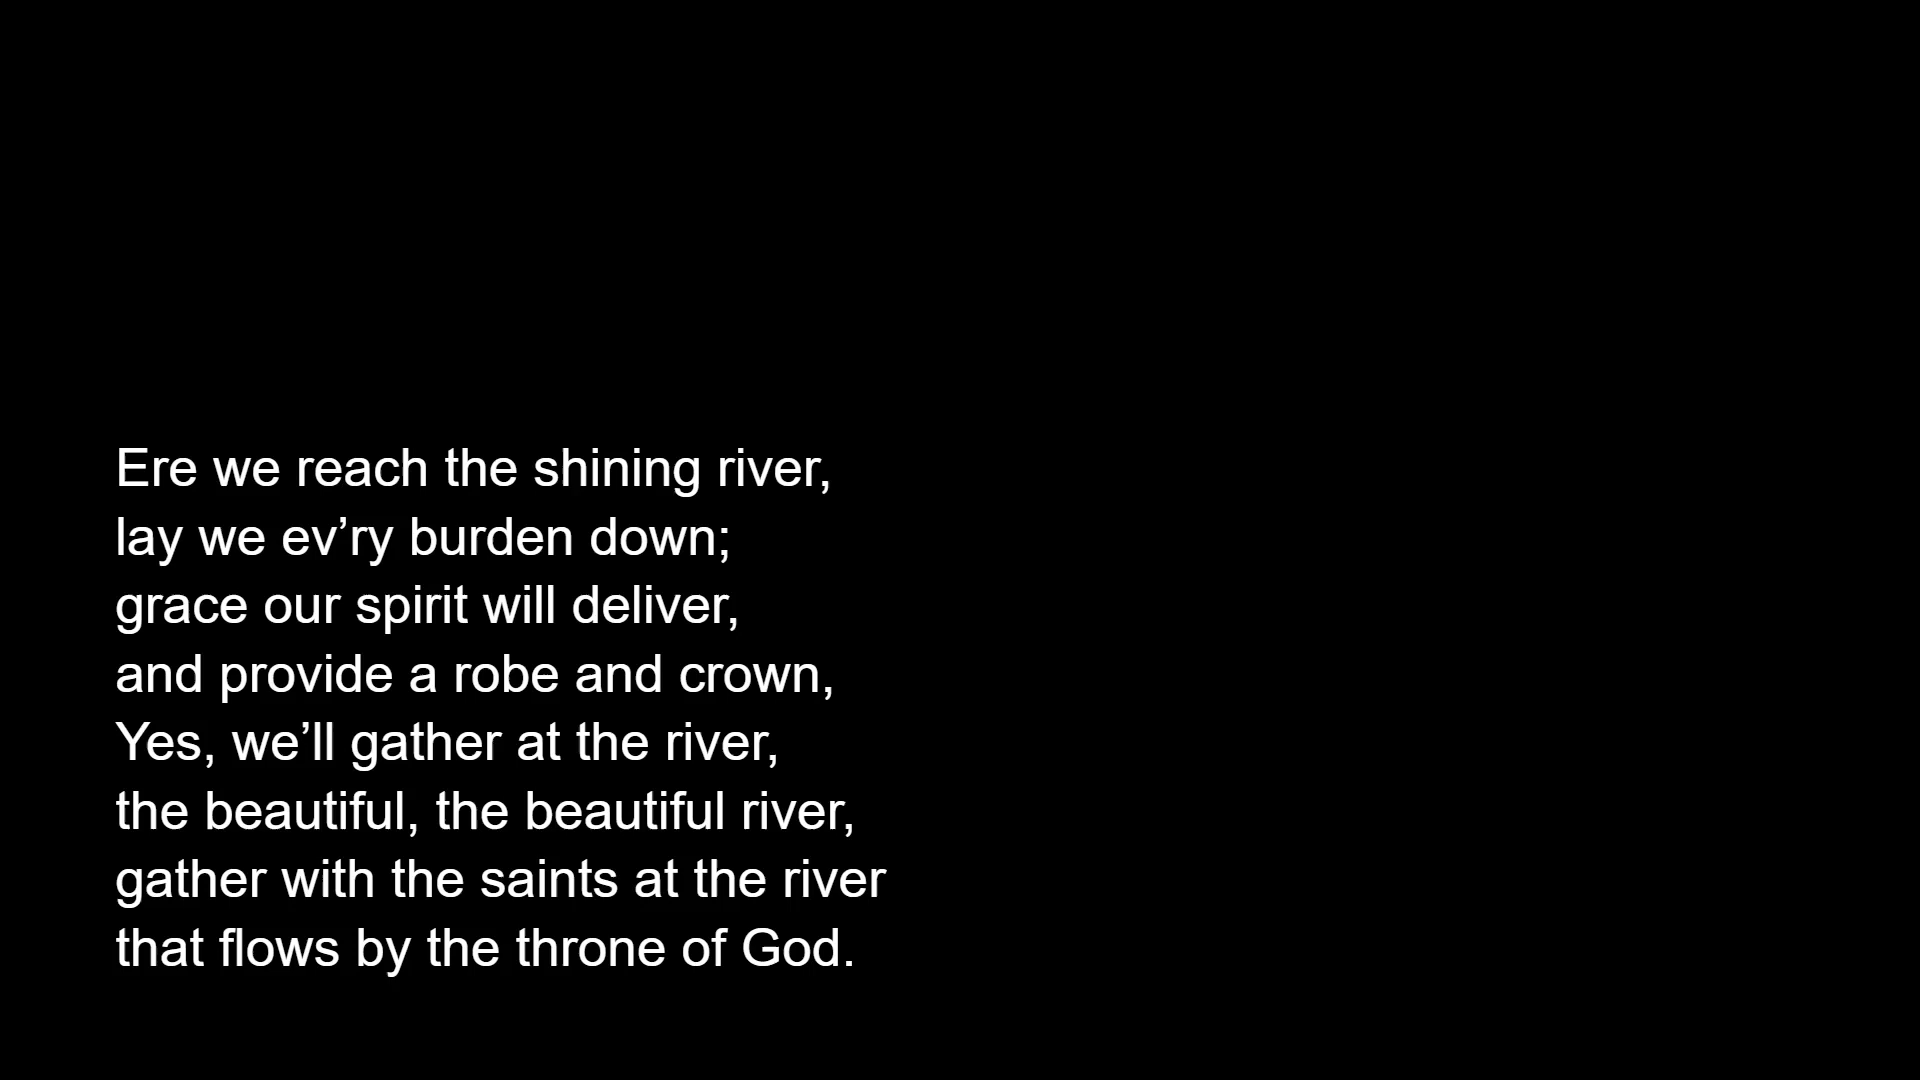 Ere we reach the shining river,
lay we ev’ry burden down;
grace our spirit will deliver,
and provide a robe and crown,
Yes, we’ll gather at the river,
the beautiful, the beautiful river,
gather with the saints at the river
that flows by the throne of God.